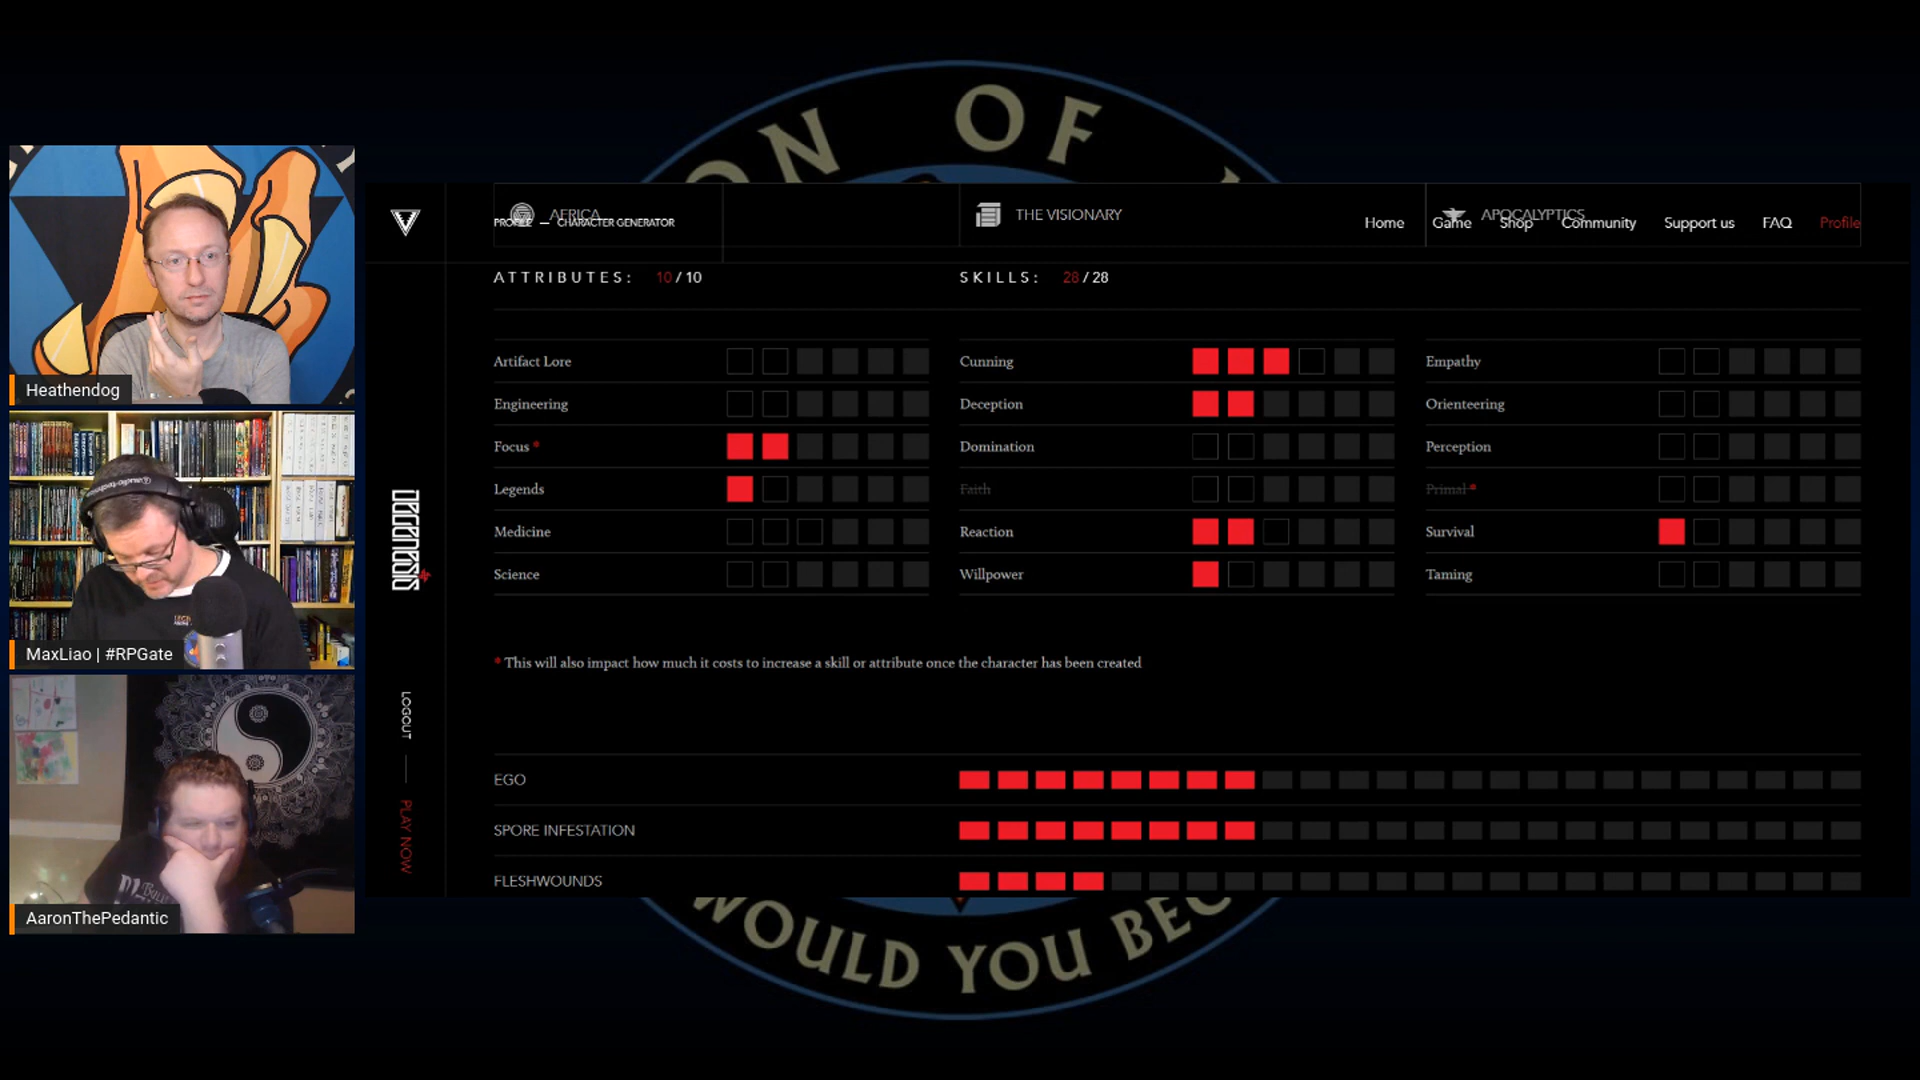 OF
AFRICA
PROFILE — CHARACTER GENERATOR
THE VISIONARY
APOCALYPTICS
Home
Game
Shop
Community
Support us
FAQ
Profile
ATTRIBUTES: 10 / 10
SKILLS: 28 / 28
Artifact Lore
Engineering
Focus *
Legends
Medicine
Science
Cunning
Deception
Domination
Faith
Reaction
Willpower
Empathy
Orienteering
Perception
Primal *
Survival
Taming
* This will also impact how much it costs to increase a skill or attribute once the character has been created
EGO
SPORE INFESTATION
FLESHWOUNDS
DEGENESIS
LOGOUT
PLAY NOW
Heathendog
MaxLiao | #RPGate
AaronThePedantic
WOULD YOU